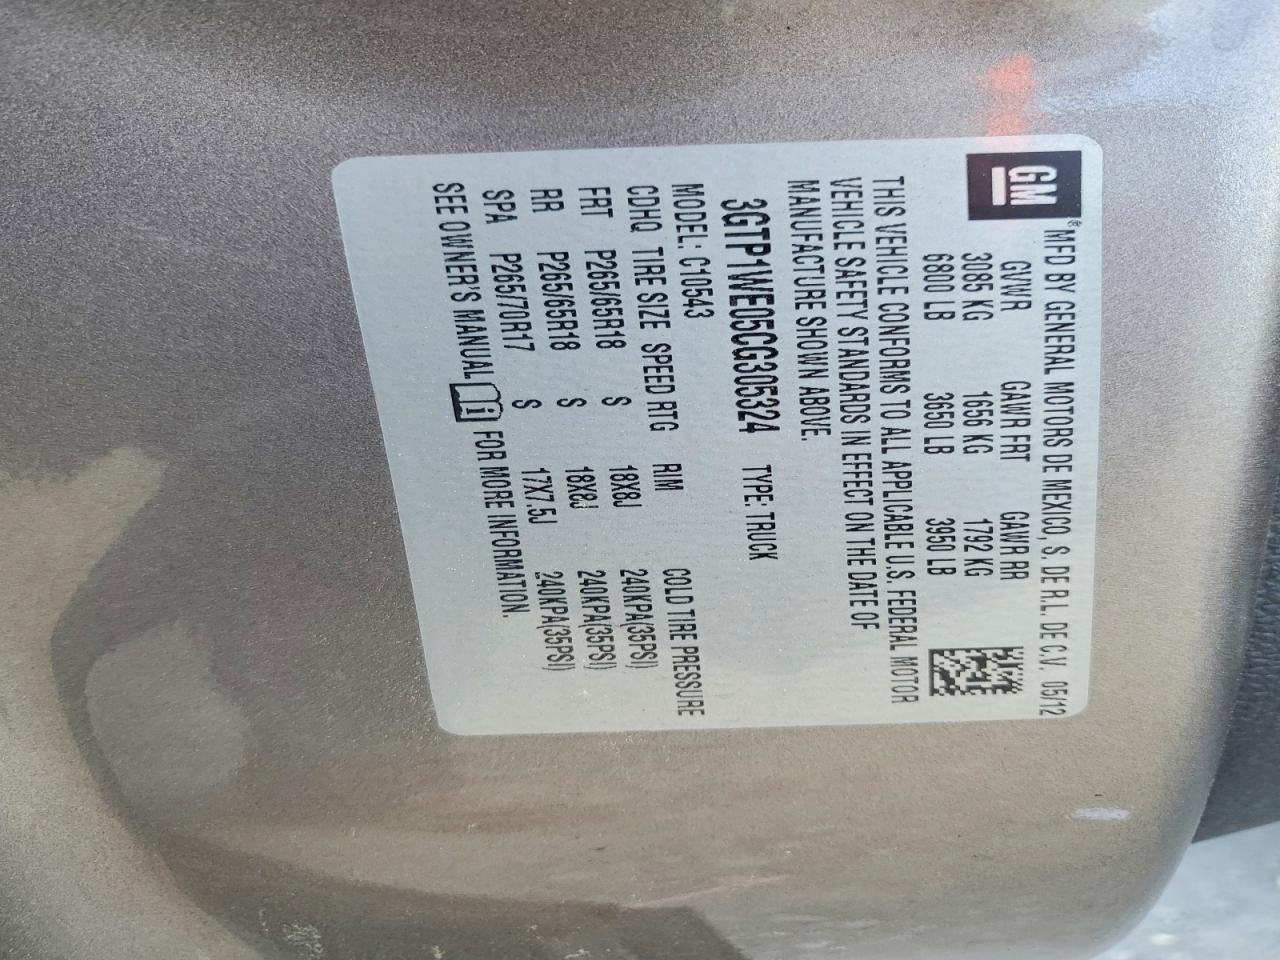 GM
® MFD BY GENERAL MOTORS DE MEXICO, S. DE R.L. DE C.V. 05/12
GVWR GAWR FRT GAWR RR
3085 KG 1656 KG 1792 KG
6800 LB 3650 LB 3950 LB
THIS VEHICLE CONFORMS TO ALL APPLICABLE U.S. FEDERAL MOTOR
VEHICLE SAFETY STANDARDS IN EFFECT ON THE DATE OF
MANUFACTURE SHOWN ABOVE.
3GTP1WE05CG305324 TYPE: TRUCK
MODEL: C10543
CDHQ TIRE SIZE SPEED RTG RIM COLD TIRE PRESSURE
FRT P265/65R18 S 18X8J 240KPA(35PSI)
RR P265/65R18 S 18X8J 240KPA(35PSI)
SPA P265/70R17 S 17X7.5J 240KPA(35PSI)
SEE OWNER'S MANUAL i FOR MORE INFORMATION.